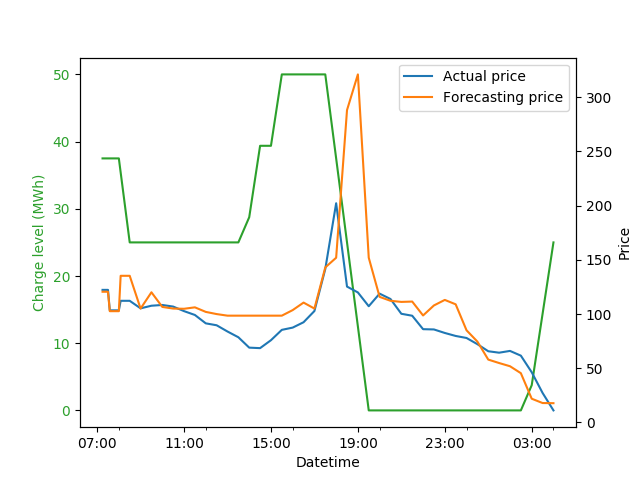 Actual price
Forecasting price
Charge level (MWh)
50
40
30
20
10
0
300
250
200
150
100
50
0
Price
07:00 11:00 15:00 19:00 23:00 03:00
Datetime